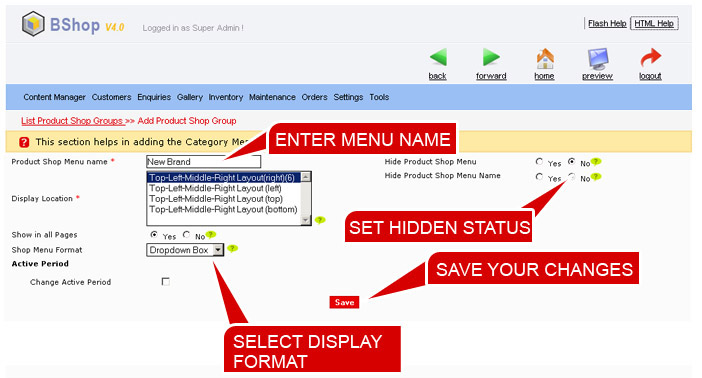 BShop V4.0
Logged in as Super Admin !
Flash Help HTML Help
back forward home preview logout
Content Manager Customers Enquiries Gallery Inventory Maintenance Orders Settings Tools
List Product Shop Groups >> Add Product Shop Group
? This section helps in adding the Category Me
ENTER MENU NAME
Product Shop Menu name *
New Brand
Hide Product Shop Menu
Yes No ?
Hide Product Shop Menu Name
Yes No ?
Display Location *
Top-Left-Middle-Right Layout(right)(6)
Top-Left-Middle-Right Layout (left)
Top-Left-Middle-Right Layout (top)
Top-Left-Middle-Right Layout (bottom)
?
SET HIDDEN STATUS
Show in all Pages
Yes No ?
Shop Menu Format
Dropdown Box ?
Active Period
SAVE YOUR CHANGES
Change Active Period
Save
SELECT DISPLAY
FORMAT